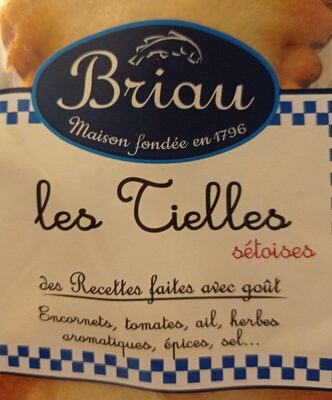 Briau
Maison fondée en 1796
les Tielles
sétoises
des Recettes faites avec goût
Encornets, tomates, ail, herbes
aromatiques, épices, sel...